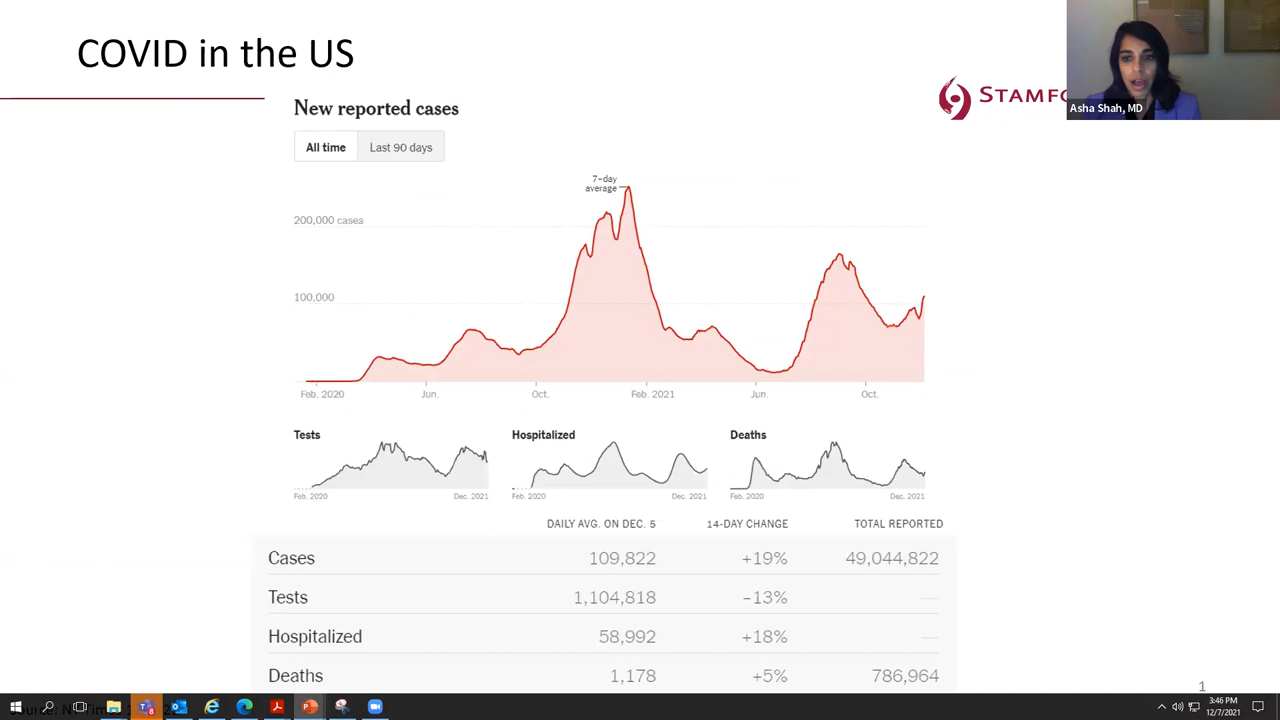 COVID in the US
STAMFO
Asha Shah, MD
New reported cases
All time
Last 90 days
7–day
average
200,000 cases
100,000
Feb. 2020
Jun.
Oct.
Feb. 2021
Jun.
Oct.
Tests
Hospitalized
Deaths
Feb. 2020
Dec. 2021
Feb. 2020
Dec. 2021
Feb. 2020
Dec. 2021
DAILY AVG. ON DEC. 5
14-DAY CHANGE
TOTAL REPORTED
Cases 109,822 +19% 49,044,822
Tests 1,104,818 –13% —
Hospitalized 58,992 +18% —
Deaths 1,178 +5% 786,964
1
3:46 PM
12/7/2021